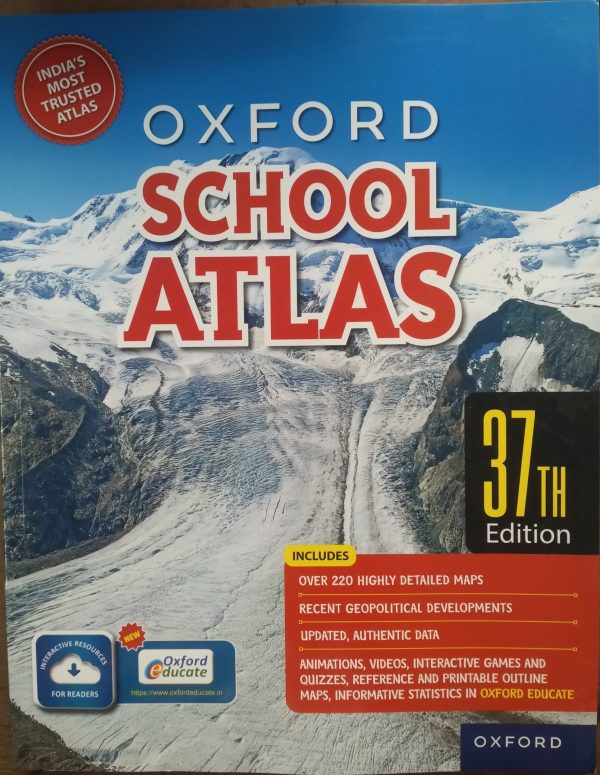 INDIA'S
MOST
TRUSTED
ATLAS
OXFORD
SCHOOL
ATLAS
37TH
Edition
INCLUDES
OVER 220 HIGHLY DETAILED MAPS
RECENT GEOPOLITICAL DEVELOPMENTS
UPDATED, AUTHENTIC DATA
ANIMATIONS, VIDEOS, INTERACTIVE GAMES AND
QUIZZES, REFERENCE AND PRINTABLE OUTLINE
MAPS, INFORMATIVE STATISTICS IN OXFORD EDUCATE
INTERACTIVE RESOURCES
FOR READERS
NEW
Oxford
educate
https://www.oxfordeducate.in
OXFORD